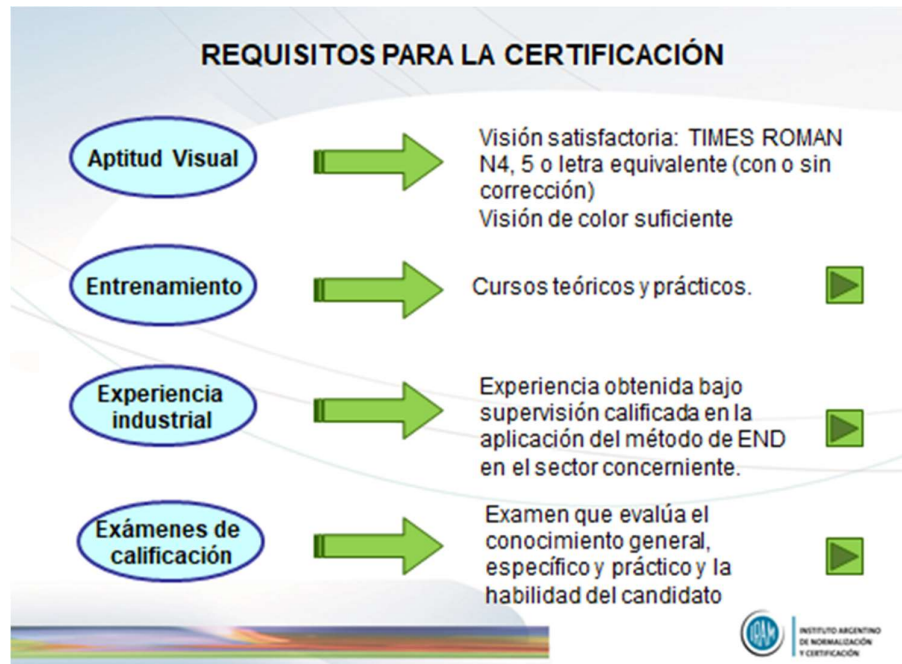 REQUISITOS PARA LA CERTIFICACIÓN
Aptitud Visual
Visión satisfactoria: TIMES ROMAN
N4, 5 o letra equivalente (con o sin
corrección)
Visión de color suficiente
Entrenamiento
Cursos teóricos y prácticos.
Experiencia
industrial
Experiencia obtenida bajo
supervisión calificada en la
aplicación del método de END
en el sector concerniente.
Exámenes de
calificación
Examen que evalúa el
conocimiento general,
específico y práctico y la
habilidad del candidato
IRAM
INSTITUTO ARGENTINO
DE NORMALIZACIÓN
Y CERTIFICACIÓN